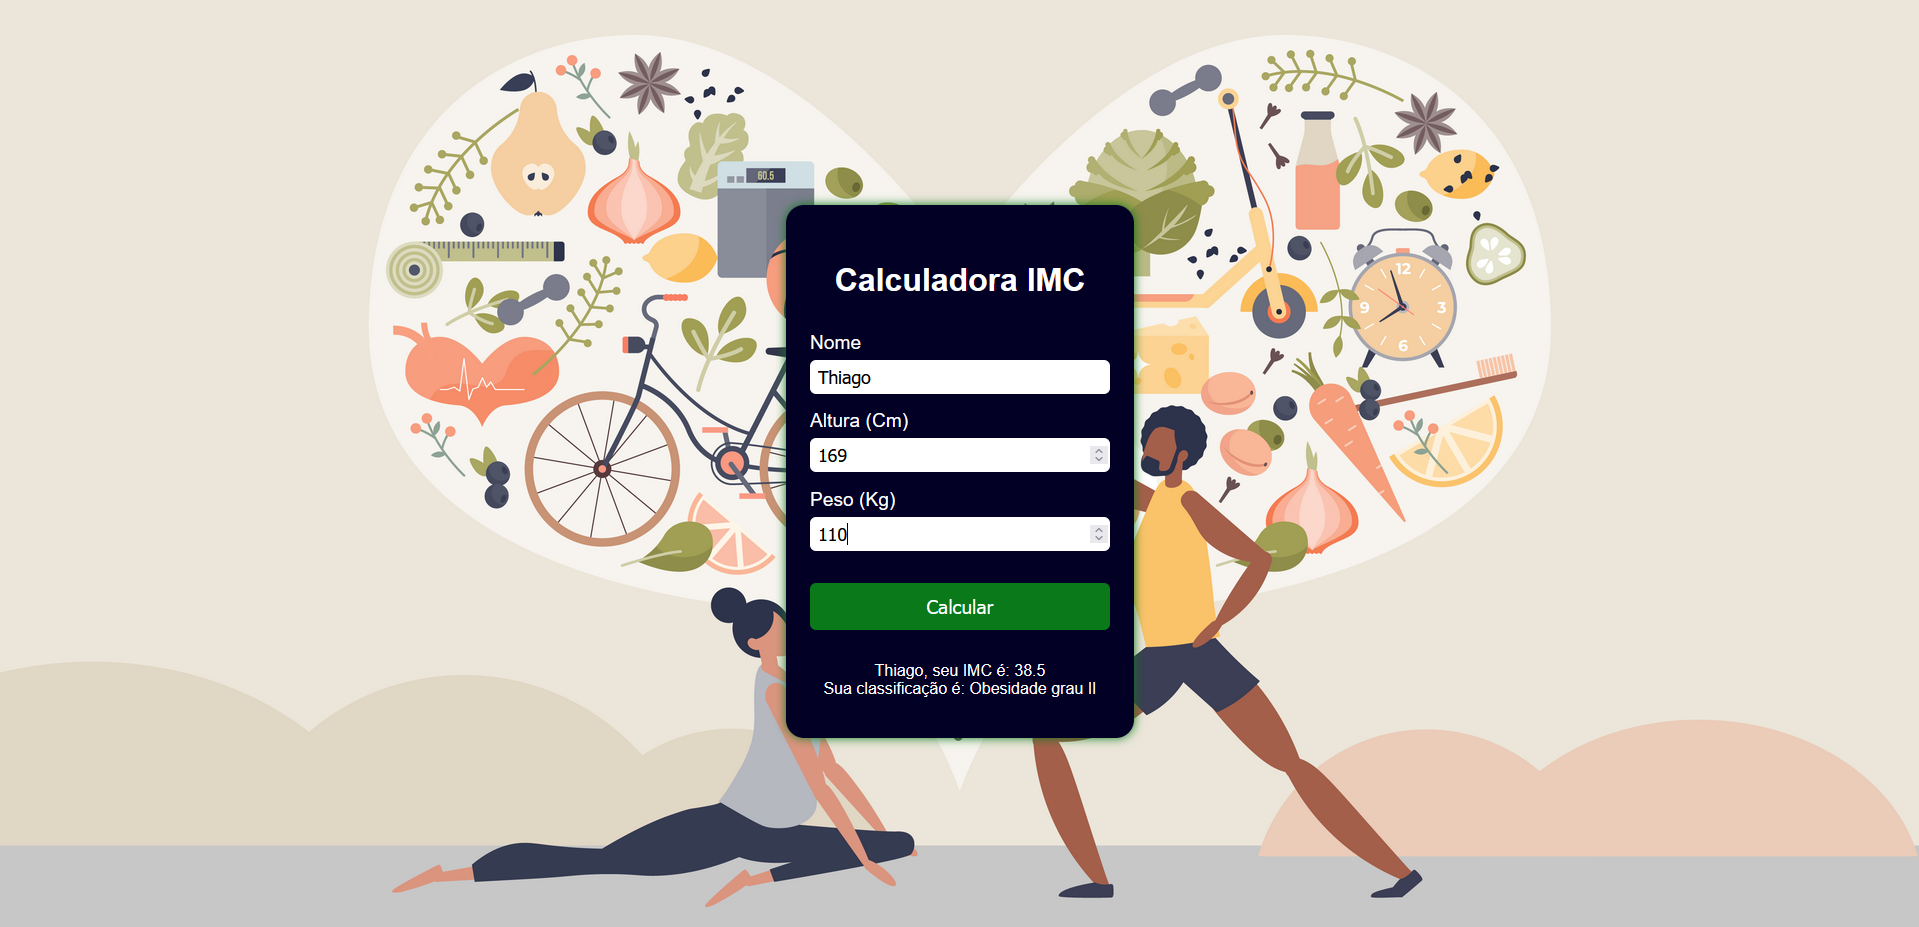 60.5
12
9
3
6
Calculadora IMC
Nome
Thiago
Altura (Cm)
169
Peso (Kg)
110
Calcular
Thiago, seu IMC é: 38.5
Sua classificação é: Obesidade grau II